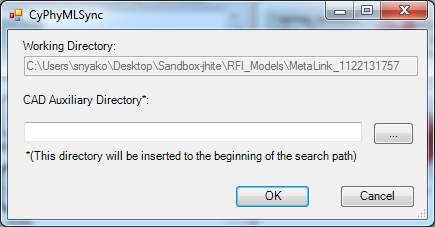 CyPhyMLSync
Working Directory:
C:\Users\snyako\Desktop\Sandbox-jhite\RFI_Models\MetaLink_1122131757
CAD Auxiliary Directory*:
...
*(This directory will be inserted to the beginning of the search path)
OK
Cancel